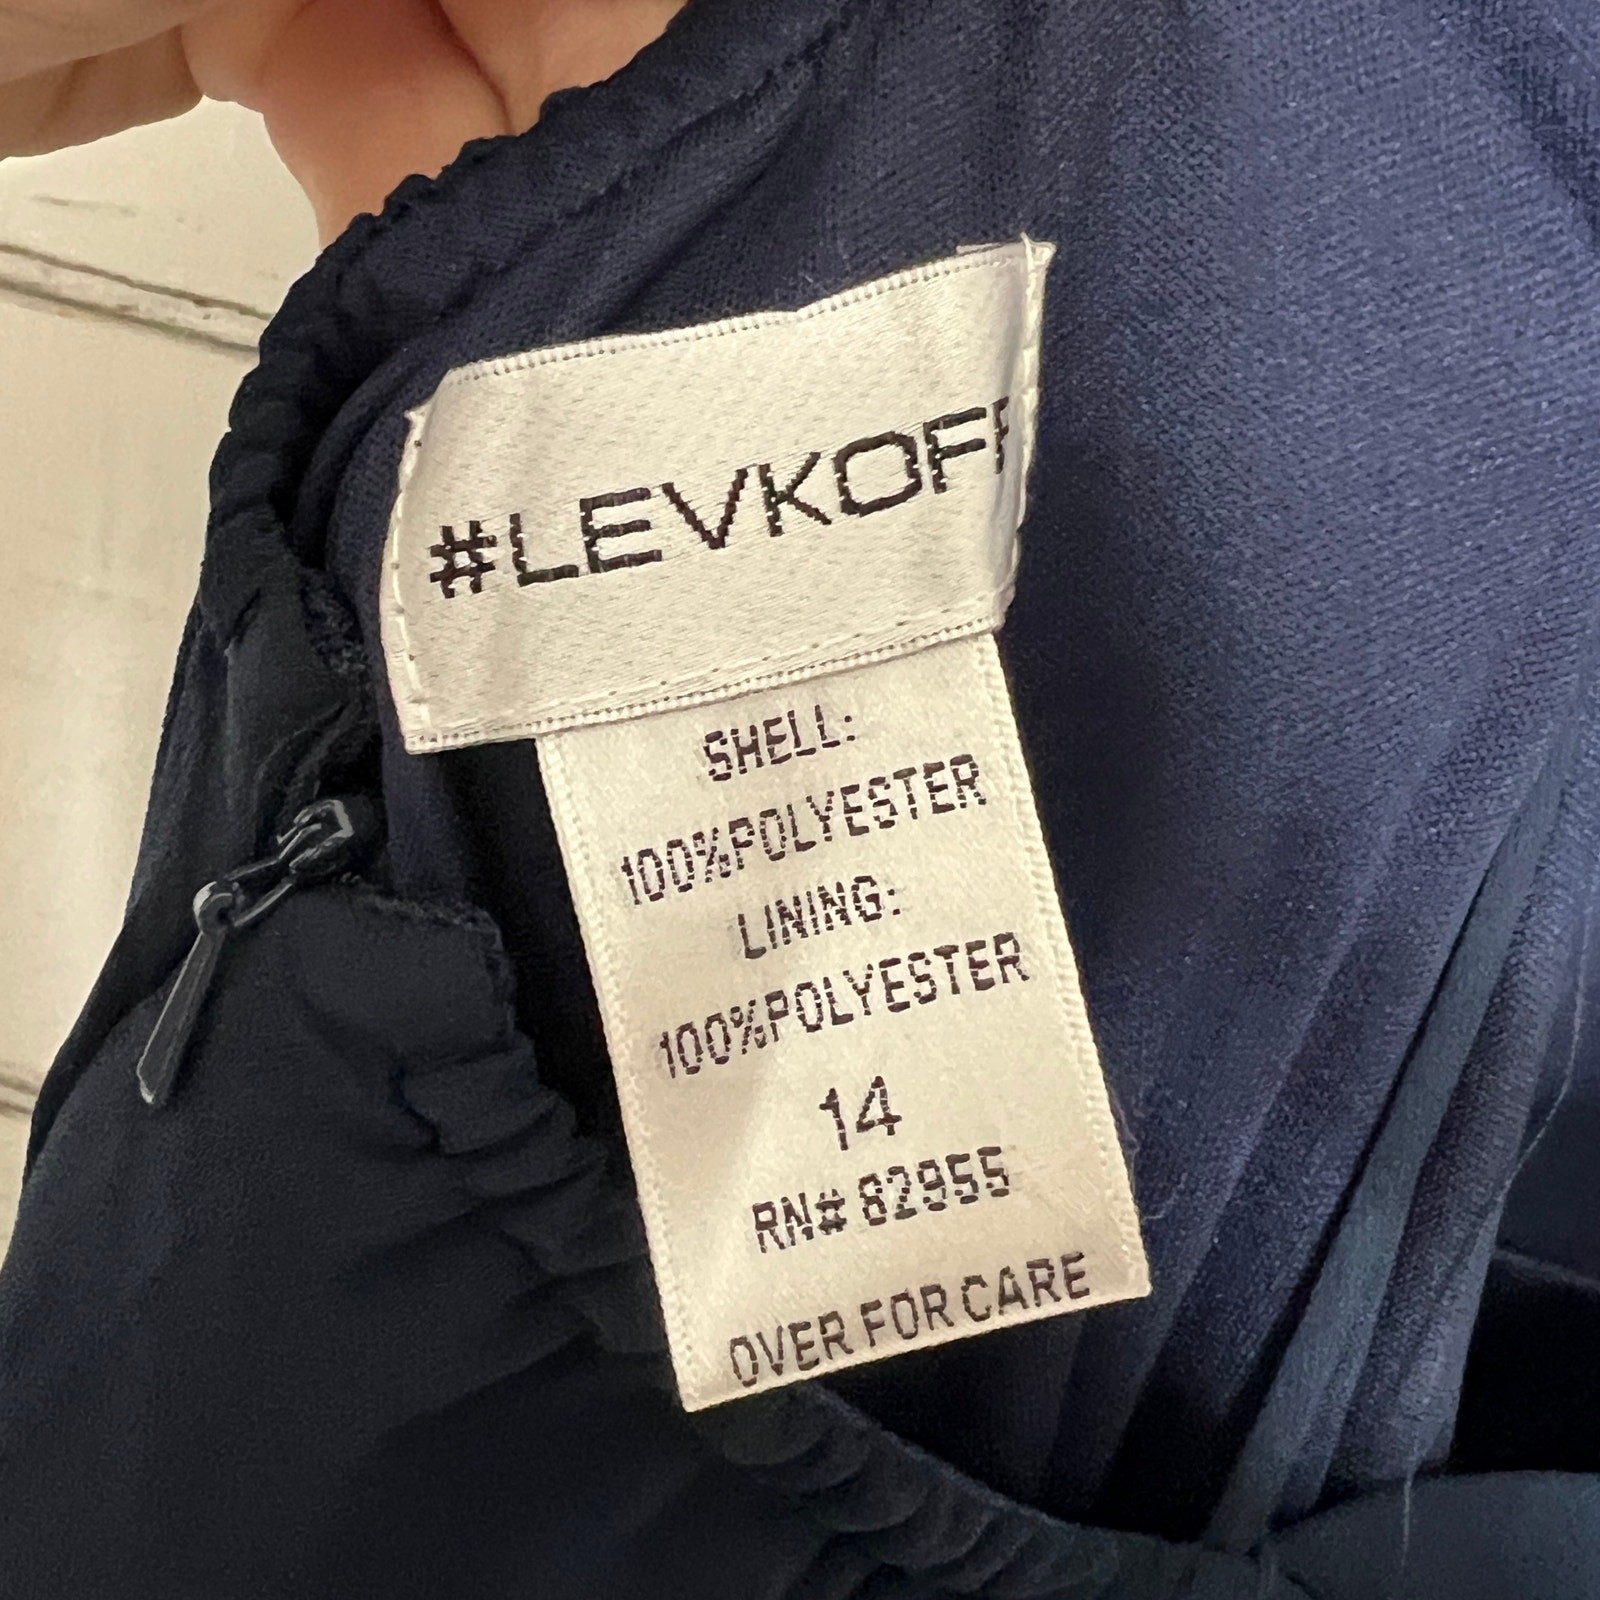 #LEVKOFF
SHELL:
100%POLYESTER
LINING:
100%POLYESTER
14
RN# 82955
OVER FOR CARE